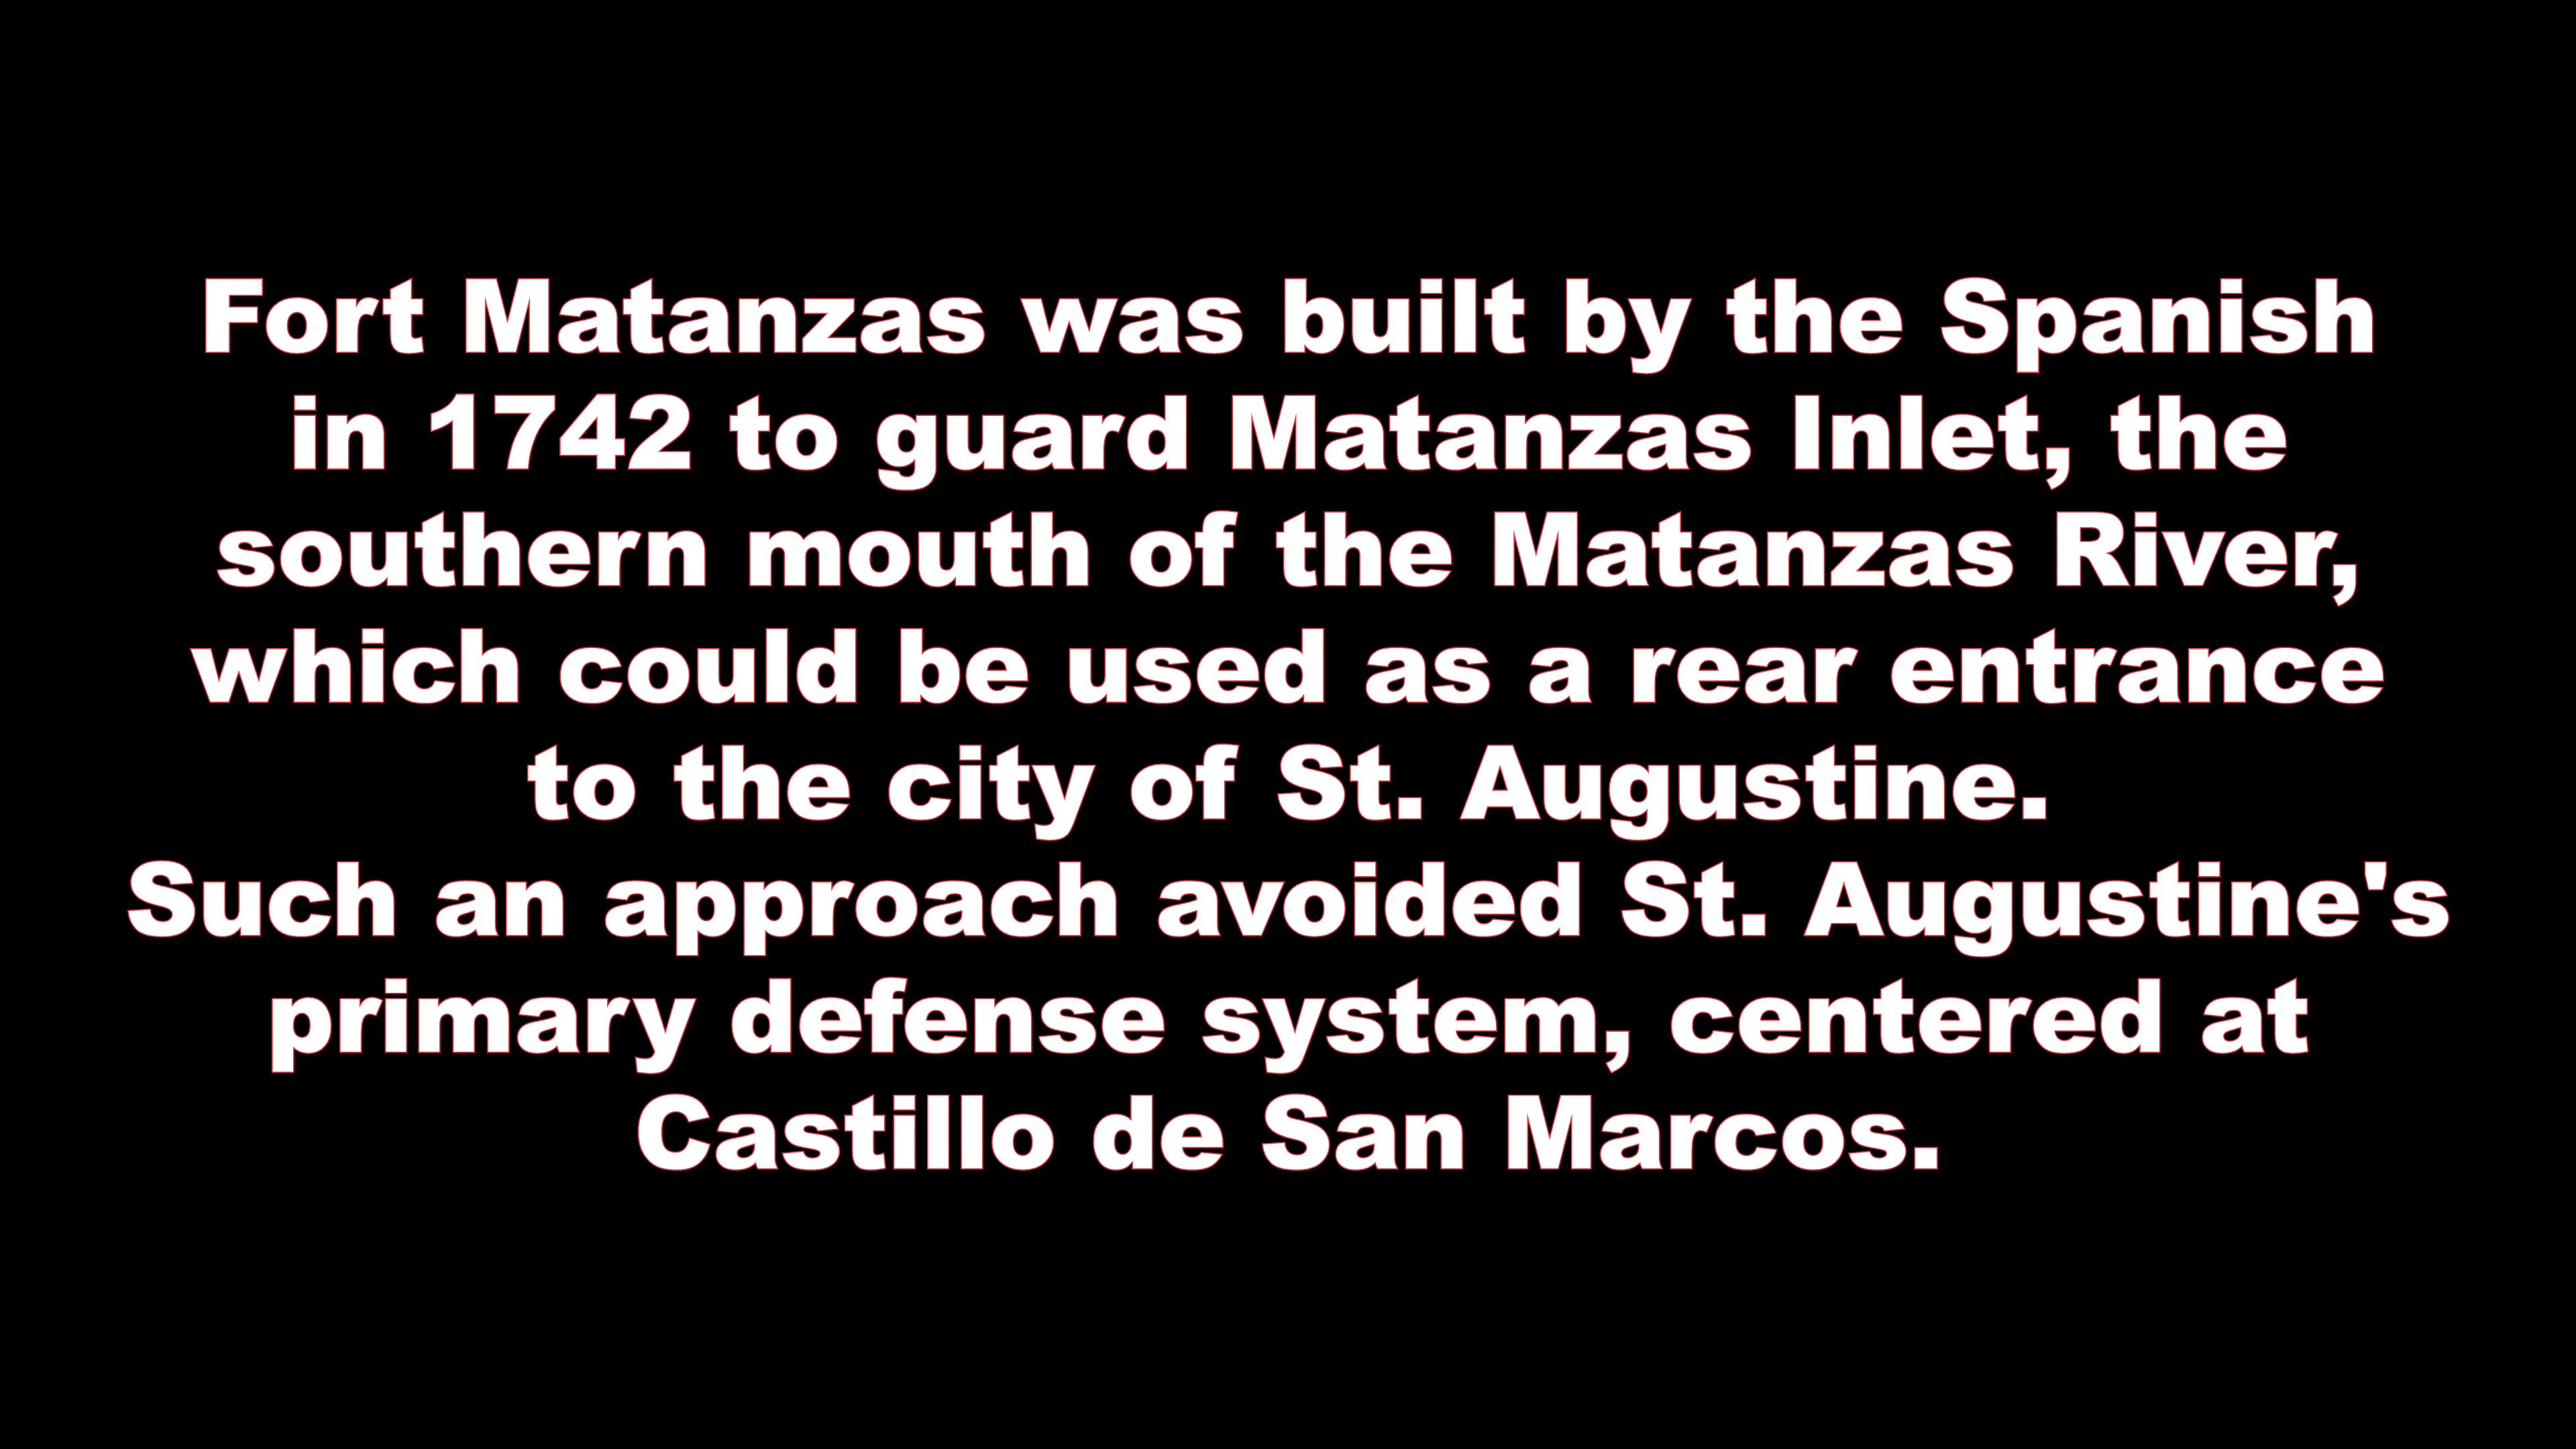 Fort Matanzas was built by the Spanish
in 1742 to guard Matanzas Inlet, the
southern mouth of the Matanzas River,
which could be used as a rear entrance
to the city of St. Augustine.
Such an approach avoided St. Augustine's
primary defense system, centered at
Castillo de San Marcos.